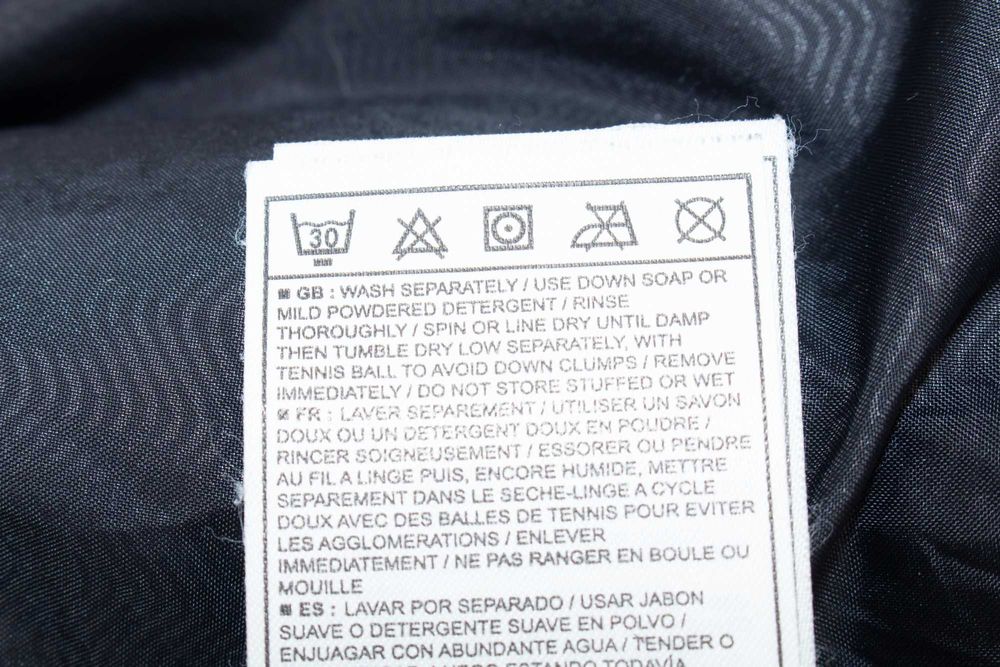 30
GB : WASH SEPARATELY / USE DOWN SOAP OR
MILD POWDERED DETERGENT / RINSE
THOROUGHLY / SPIN OR LINE DRY UNTIL DAMP
THEN TUMBLE DRY LOW SEPARATELY, WITH
TENNIS BALL TO AVOID DOWN CLUMPS / REMOVE
IMMEDIATELY / DO NOT STORE STUFFED OR WET
FR : LAVER SEPAREMENT / UTILISER UN SAVON
DOUX OU UN DETERGENT DOUX EN POUDRE /
RINCER SOIGNEUSEMENT / ESSORER OU PENDRE
AU FIL A LINGE PUIS, ENCORE HUMIDE, METTRE
SEPAREMENT DANS LE SECHE-LINGE A CYCLE
DOUX AVEC DES BALLES DE TENNIS POUR EVITER
LES AGGLOMERATIONS / ENLEVER
IMMEDIATEMENT / NE PAS RANGER EN BOULE OU
MOUILLE
ES : LAVAR POR SEPARADO / USAR JABON
SUAVE O DETERGENTE SUAVE EN POLVO /
ENJUAGAR CON ABUNDANTE AGUA / TENDER O
ESTANDO TODAVÍA